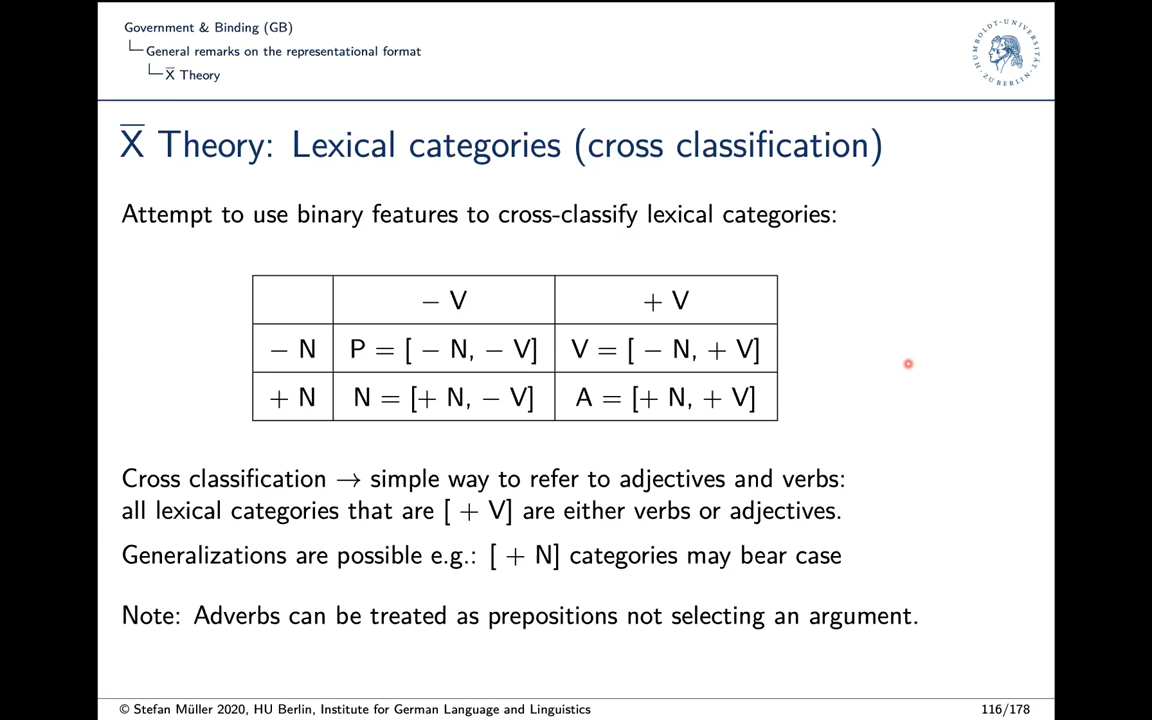 Government & Binding (GB)
General remarks on the representational format
X̅ Theory
HUMBOLDT-UNIVERSITÄT ZU BERLIN
X̅ Theory: Lexical categories (cross classification)
Attempt to use binary features to cross-classify lexical categories:
− V + V
− N P = [ − N, − V] V = [ − N, + V]
+ N N = [+ N, − V] A = [+ N, + V]
Cross classification → simple way to refer to adjectives and verbs:
all lexical categories that are [ + V] are either verbs or adjectives.
Generalizations are possible e.g.: [ + N] categories may bear case
Note: Adverbs can be treated as prepositions not selecting an argument.
© Stefan Müller 2020, HU Berlin, Institute for German Language and Linguistics 116/178